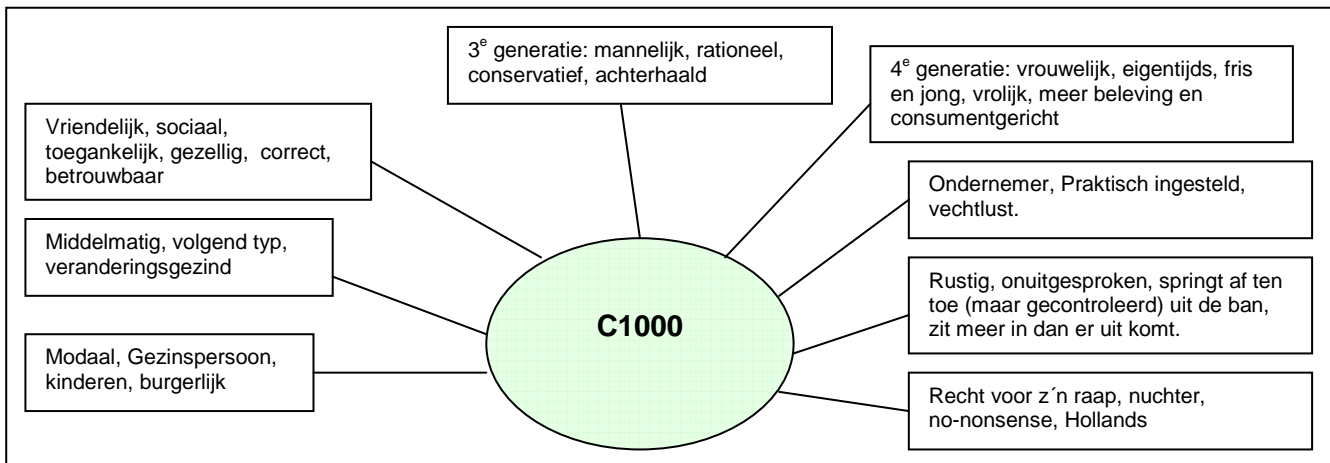 3e generatie: mannelijk, rationeel,
conservatief, achterhaald
4e generatie: vrouwelijk, eigentijds, fris
en jong, vrolijk, meer beleving en
consumentgericht
Vriendelijk, sociaal,
toegankelijk, gezellig, correct,
betrouwbaar
Ondernemer, Praktisch ingesteld,
vechtlust.
Middelmatig, volgend typ,
veranderingsgezind
Rustig, onuitgesproken, springt af ten
toe (maar gecontroleerd) uit de ban,
zit meer in dan er uit komt.
C1000
Modaal, Gezinspersoon,
kinderen, burgerlijk
Recht voor z´n raap, nuchter,
no-nonsense, Hollands